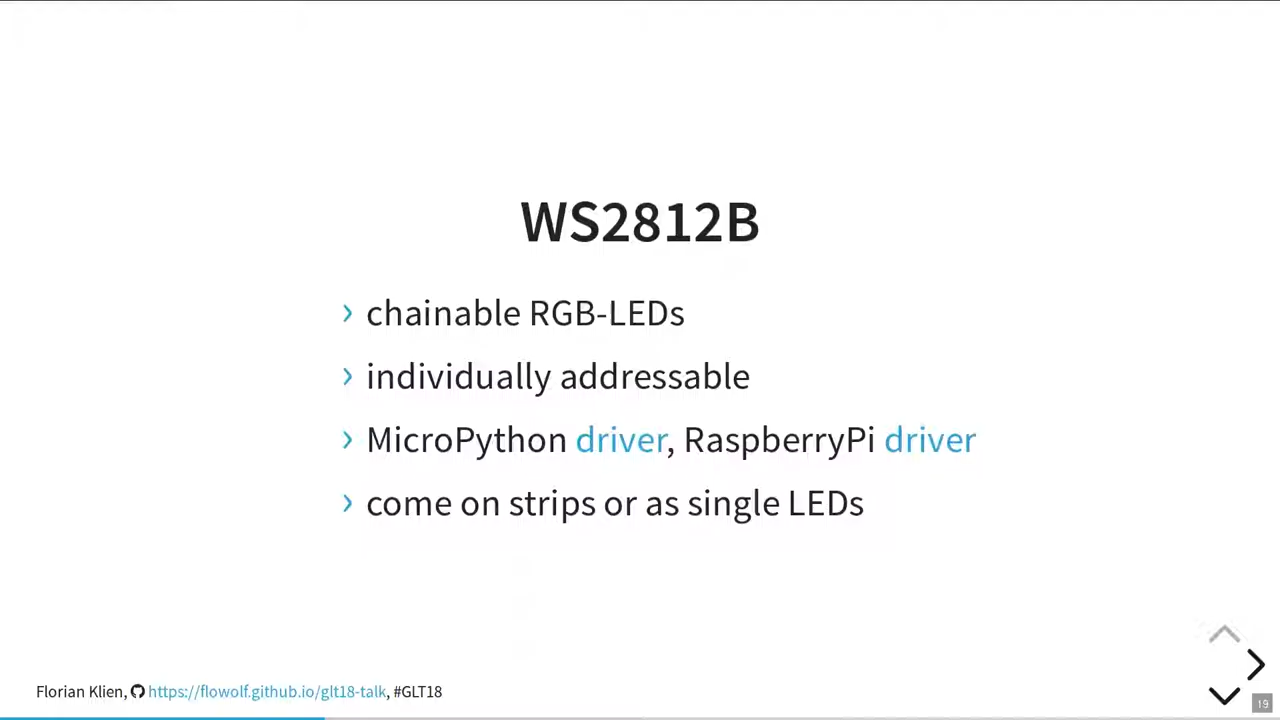 WS2812B
› chainable RGB-LEDs
› individually addressable
› MicroPython driver, RaspberryPi driver
› come on strips or as single LEDs
Florian Klien, https://flowolf.github.io/glt18-talk, #GLT18
19